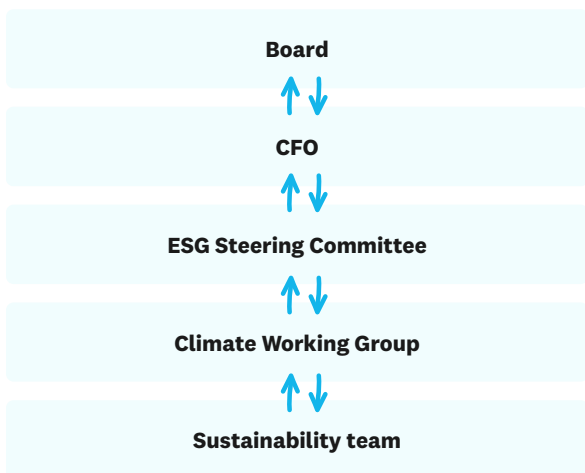 Board
CFO
ESG Steering Committee
Climate Working Group
Sustainability team